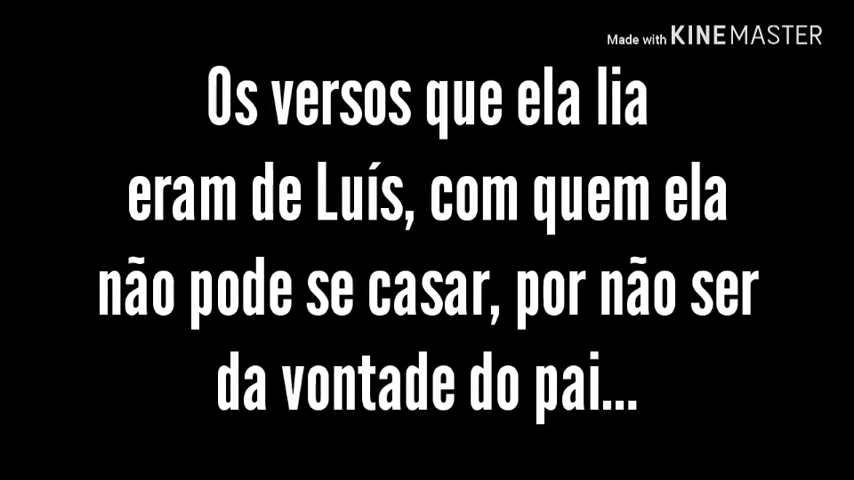 Made with KINEMASTER
Os versos que ela lia
eram de Luís, com quem ela
não pode se casar, por não ser
da vontade do pai...